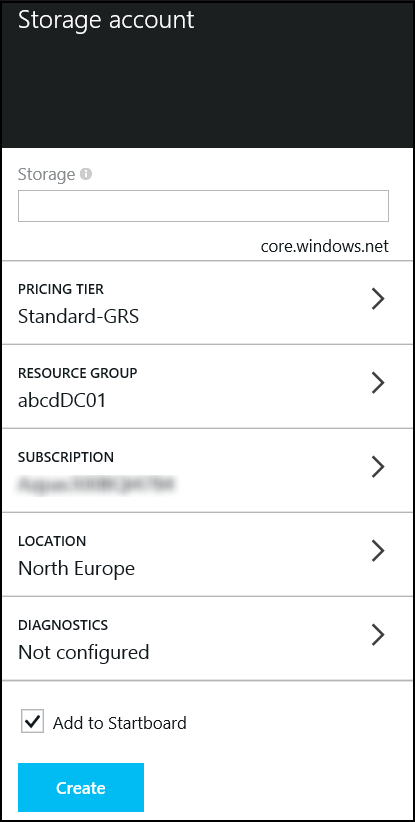 Storage account
Storage
core.windows.net
PRICING TIER
Standard-GRS
RESOURCE GROUP
abcdDC01
SUBSCRIPTION
LOCATION
North Europe
DIAGNOSTICS
Not configured
Add to Startboard
Create